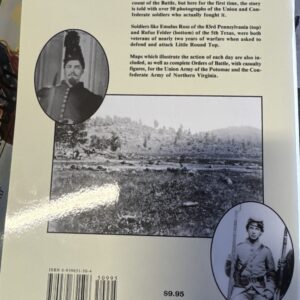 count of the Battle, but here for the first time, the story
is told with over 50 photographs of the Union and Con-
federate soldiers who actually fought it.
Soldiers like Emodus Ross of the 83rd Pennsylvania (top)
and Rufus Felder (bottom) of the 5th Texas, were both
veterans of nearly two years of warfare when asked to
defend and attack Little Round Top.
Maps which illustrate the action of each day are also in-
cluded, as well as complete Orders of Battle, with casualty
figures, for the Union Army of the Potomac and the Con-
federate Army of Northern Virginia.
50995
$9.95